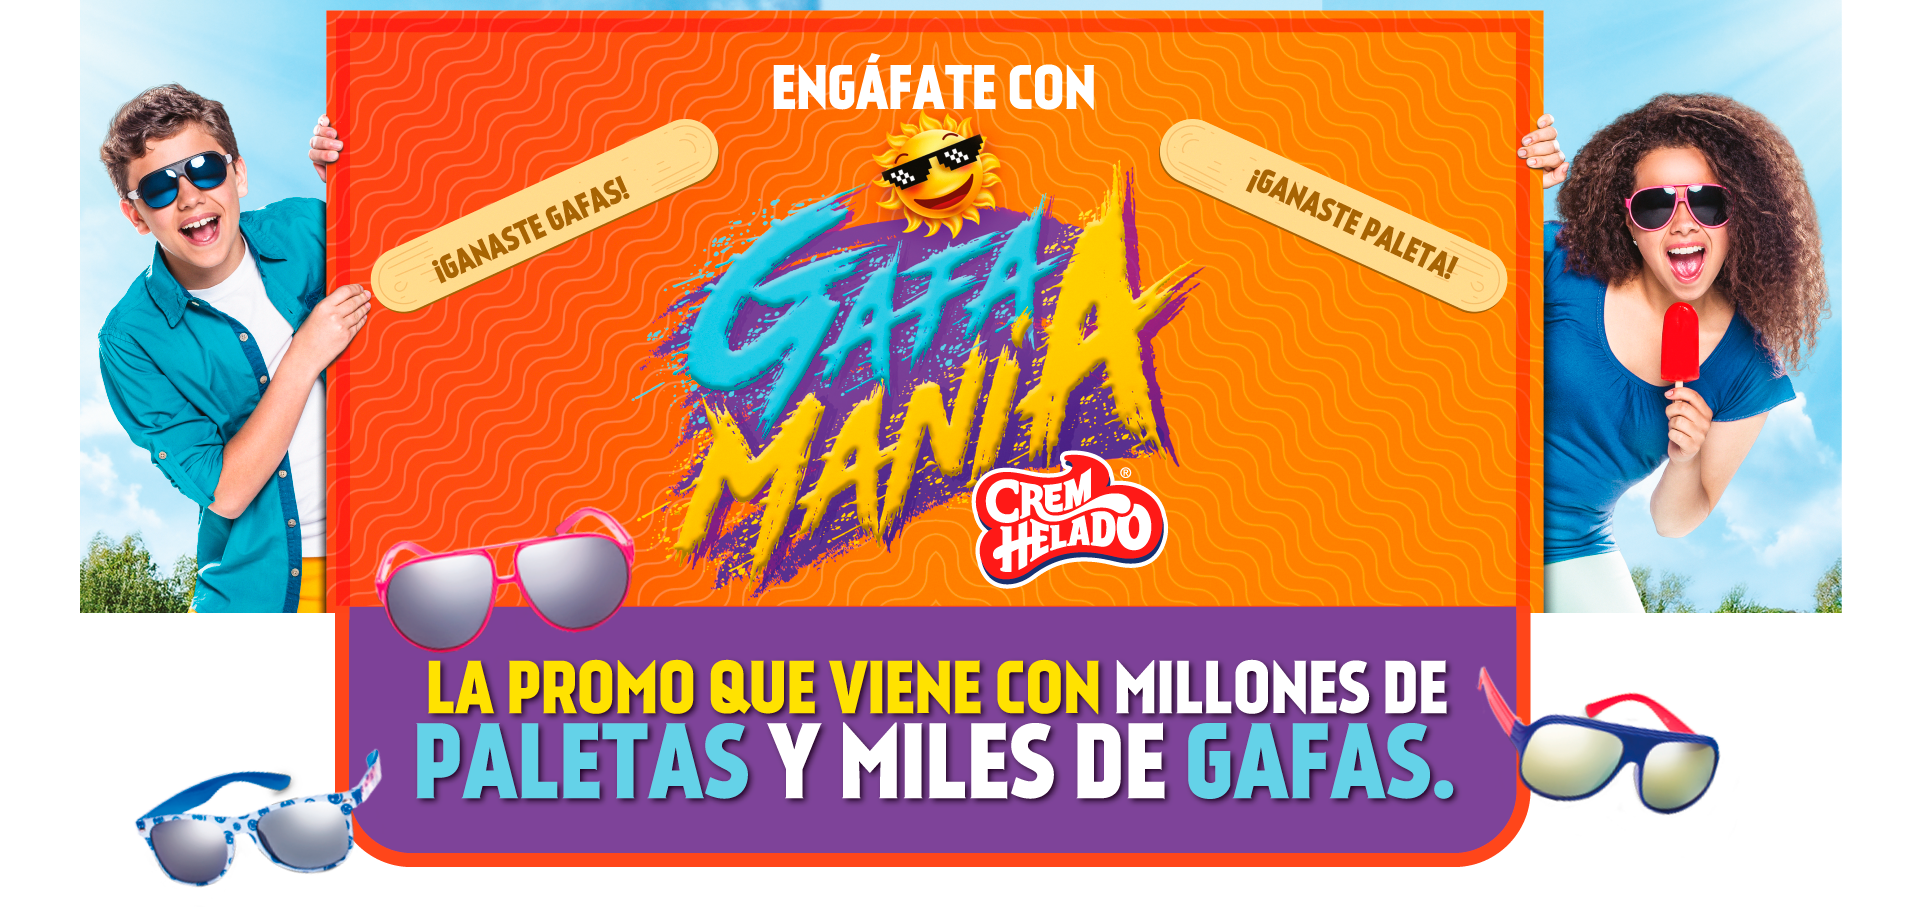 ENGÁFATE CON
¡GANASTE GAFAS!
¡GANASTE PALETA!
GAFA
MANIA
CREM
HELADO
®
LA PROMO QUE VIENE CON MILLONES DE
PALETAS Y MILES DE GAFAS.